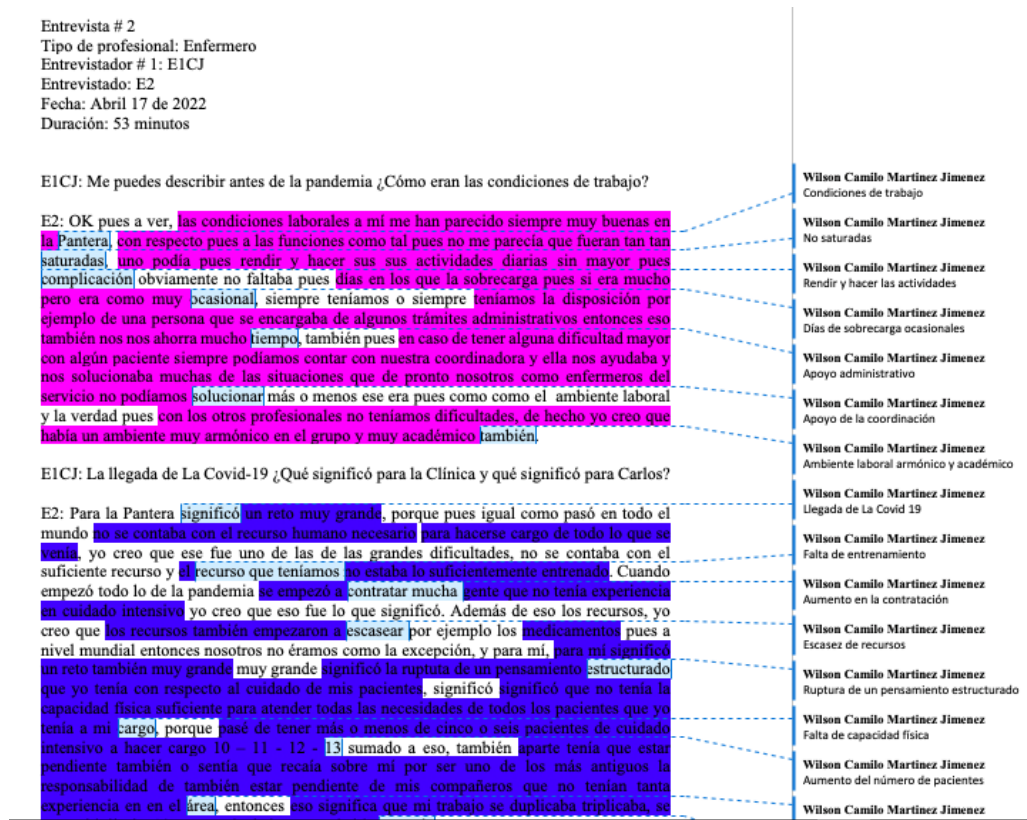 Entrevista # 2
Tipo de profesional: Enfermero
Entrevistador # 1: E1CJ
Entrevistado: E2
Fecha: Abril 17 de 2022
Duración: 53 minutos
E1CJ: Me puedes describir antes de la pandemia ¿Cómo eran las condiciones de trabajo?
E2: OK pues a ver, las condiciones laborales a mí me han parecido siempre muy buenas en
la Pantera, con respecto pues a las funciones como tal pues no me parecía que fueran tan tan
saturadas, uno podía pues rendir y hacer sus sus actividades diarias sin mayor pues
complicación obviamente no faltaba pues días en los que la sobrecarga pues si era mucho
pero era como muy ocasional, siempre teníamos o siempre teníamos la disposición por
ejemplo de una persona que se encargaba de algunos trámites administrativos entonces eso
también nos nos ahorra mucho tiempo, también pues en caso de tener alguna dificultad mayor
con algún paciente siempre podíamos contar con nuestra coordinadora y ella nos ayudaba y
nos solucionaba muchas de las situaciones que de pronto nosotros como enfermeros del
servicio no podíamos solucionar más o menos ese era pues como como el ambiente laboral
y la verdad pues con los otros profesionales no teníamos dificultades, de hecho yo creo que
había un ambiente muy armónico en el grupo y muy académico también.
E1CJ: La llegada de La Covid-19 ¿Qué significó para la Clínica y qué significó para Carlos?
E2: Para la Pantera significó un reto muy grande, porque pues igual como pasó en todo el
mundo no se contaba con el recurso humano necesario para hacerse cargo de todo lo que se
venía, yo creo que ese fue uno de las de las grandes dificultades, no se contaba con el
suficiente recurso y el recurso que teníamos no estaba lo suficientemente entrenado. Cuando
empezó todo lo de la pandemia se empezó a contratar mucha gente que no tenía experiencia
en cuidado intensivo yo creo que eso fue lo que significó. Además de eso los recursos, yo
creo que los recursos también empezaron a escasear por ejemplo los medicamentos pues a
nivel mundial entonces nosotros no éramos como la excepción, y para mí, para mí significó
un reto también muy grande muy grande significó la ruptura de un pensamiento estructurado
que yo tenía con respecto al cuidado de mis pacientes, significó significó que no tenía la
capacidad física suficiente para atender todas las necesidades de todos los pacientes que yo
tenía a mi cargo, porque pasé de tener más o menos de cinco o seis pacientes de cuidado
intensivo a hacer cargo 10 – 11 - 12 - 13 sumado a eso, también aparte tenía que estar
pendiente también o sentía que recaía sobre mi por ser uno de los más antiguos la
responsabilidad de también estar pendiente de mis compañeros que no tenían tanta
experiencia en en el área, entonces eso significa que mi trabajo se duplicaba triplicaba, se
Wilson Camilo Martinez Jimenez
Condiciones de trabajo
Wilson Camilo Martinez Jimenez
No saturadas
Wilson Camilo Martinez Jimenez
Rendir y hacer las actividades
Wilson Camilo Martinez Jimenez
Días de sobrecarga ocasionales
Wilson Camilo Martinez Jimenez
Apoyo administrativo
Wilson Camilo Martinez Jimenez
Apoyo de la coordinación
Wilson Camilo Martinez Jimenez
Ambiente laboral armónico y académico
Wilson Camilo Martinez Jimenez
Llegada de La Covid 19
Wilson Camilo Martinez Jimenez
Falta de entrenamiento
Wilson Camilo Martinez Jimenez
Aumento en la contratación
Wilson Camilo Martinez Jimenez
Escasez de recursos
Wilson Camilo Martinez Jimenez
Ruptura de un pensamiento estructurado
Wilson Camilo Martinez Jimenez
Falta de capacidad física
Wilson Camilo Martinez Jimenez
Aumento del número de pacientes
Wilson Camilo Martinez Jimenez